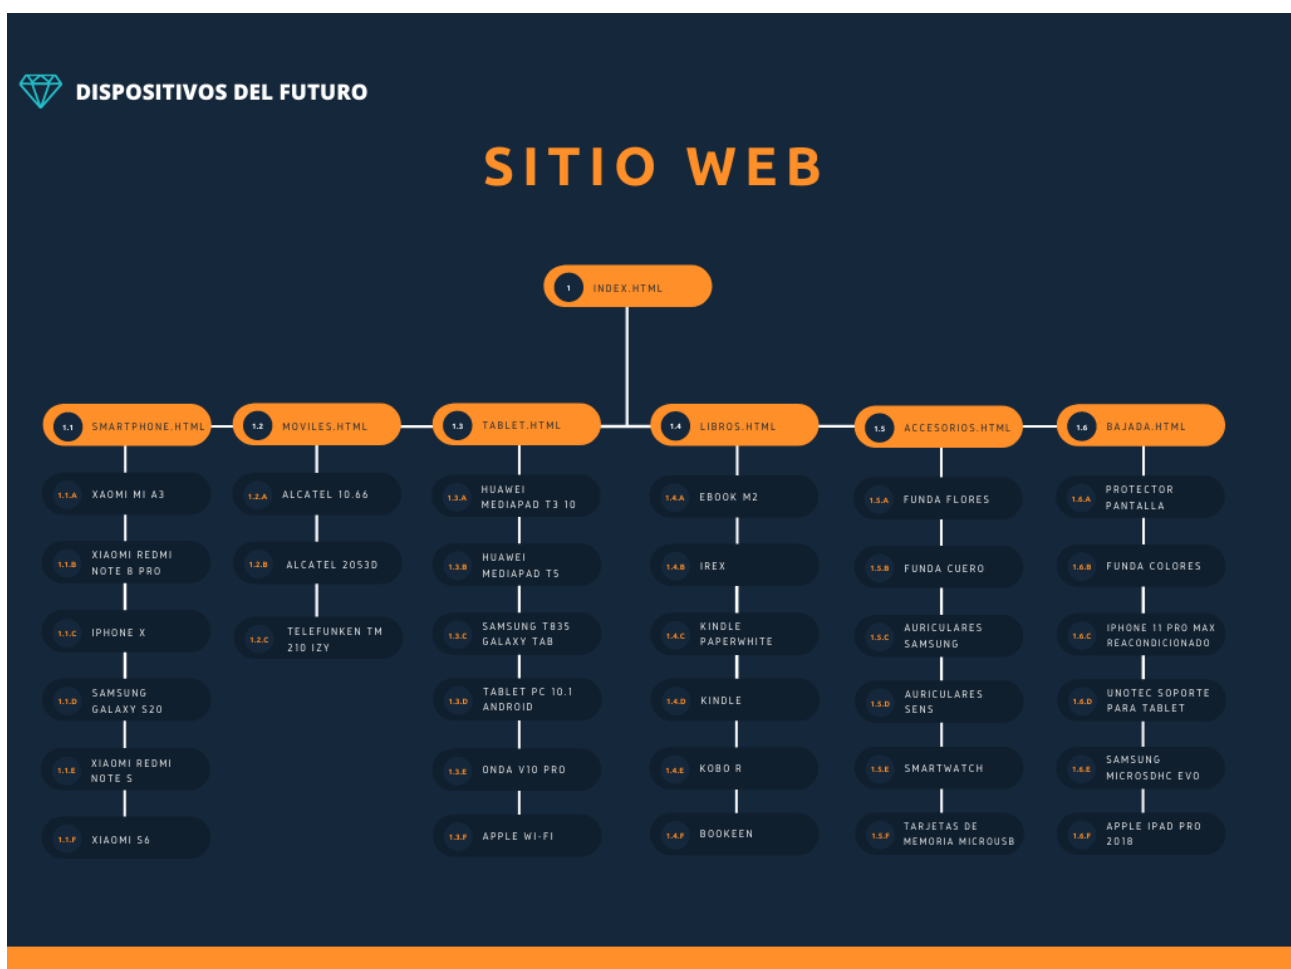 DISPOSITIVOS DEL FUTURO
SITIO WEB
1 INDEX.HTML
1.1 SMARTPHONE.HTML
1.2 MOVILES.HTML
1.3 TABLET.HTML
1.4 LIBROS.HTML
1.5 ACCESORIOS.HTML
1.6 BAJADA.HTML
1.1.A XAOMI MI A3
1.1.B XIAOMI REDMI
NOTE 8 PRO
1.1.C IPHONE X
1.1.D SAMSUNG
GALAXY S20
1.1.E XIAOMI REDMI
NOTE 5
1.1.F XIAOMI S6
1.2.A ALCATEL 10.66
1.2.B ALCATEL 2053D
1.2.C TELEFUNKEN TM
210 IZY
1.3.A HUAWEI
MEDIAPAD T3 10
1.3.B HUAWEI
MEDIAPAD T5
1.3.C SAMSUNG T835
GALAXY TAB
1.3.D TABLET PC 10.1
ANDROID
1.3.E ONDA V10 PRO
1.3.F APPLE WI-FI
1.4.A EBOOK M2
1.4.B IREX
1.4.C KINDLE
PAPERWHITE
1.4.D KINDLE
1.4.E KOBO R
1.4.F BOOKEEN
1.5.A FUNDA FLORES
1.5.B FUNDA CUERO
1.5.C AURICULARES
SAMSUNG
1.5.D AURICULARES
SENS
1.5.E SMARTWATCH
1.5.F TARJETAS DE
MEMORIA MICROUSB
1.6.A PROTECTOR
PANTALLA
1.6.B FUNDA COLORES
1.6.C IPHONE 11 PRO MAX
REACONDICIONADO
1.6.D UNOTEC SOPORTE
PARA TABLET
1.6.E SAMSUNG
MICROSDHC EVO
1.6.F APPLE IPAD PRO
2018